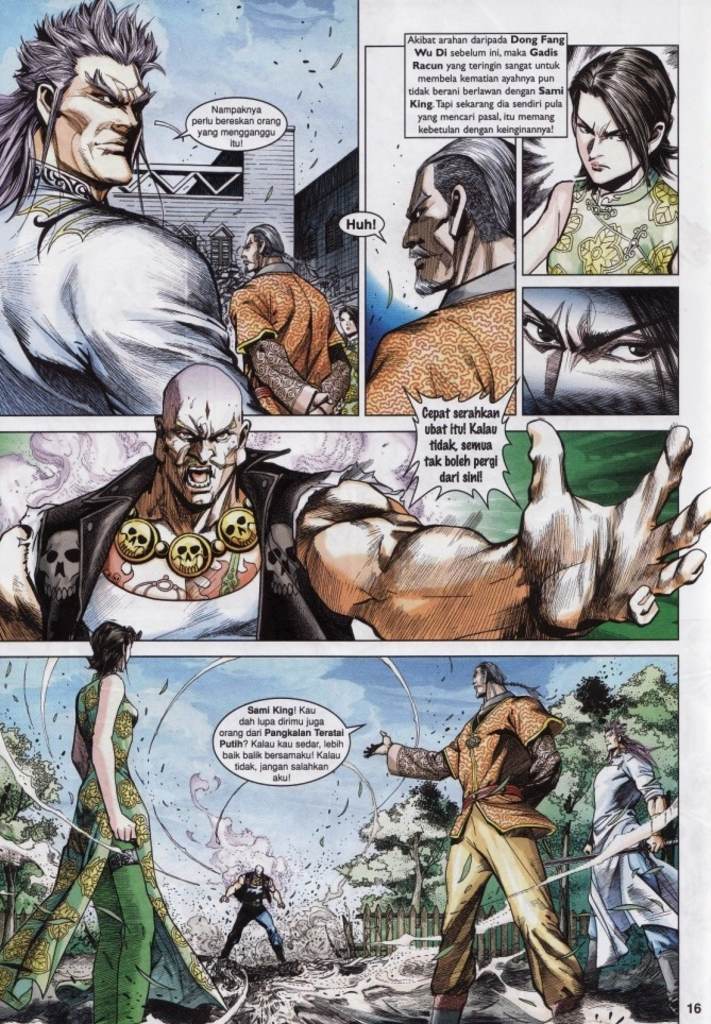 Nampaknya
perlu bereskan orang
yang mengganggu
itu!
Akibat arahan daripada Dong Fang
Wu Di sebelum ini, maka Gadis
Racun yang teringin sangat untuk
membela kematian ayahnya pun
tidak berani berlawan dengan Sami
King. Tapi sekarang dia sendiri pula
yang mencari pasal, itu memang
kebetulan dengan keinginannya!
Huh!
Cepat serahkan
ubat itu! Kalau
tidak, semua
tak boleh pergi
dari sini!
Sami King! Kau
dah lupa dirimu juga
orang dari Pangkalan Teratai
Putih? Kalau kau sedar, lebih
baik balik bersamaku! Kalau
tidak, jangan salahkan
aku!
16